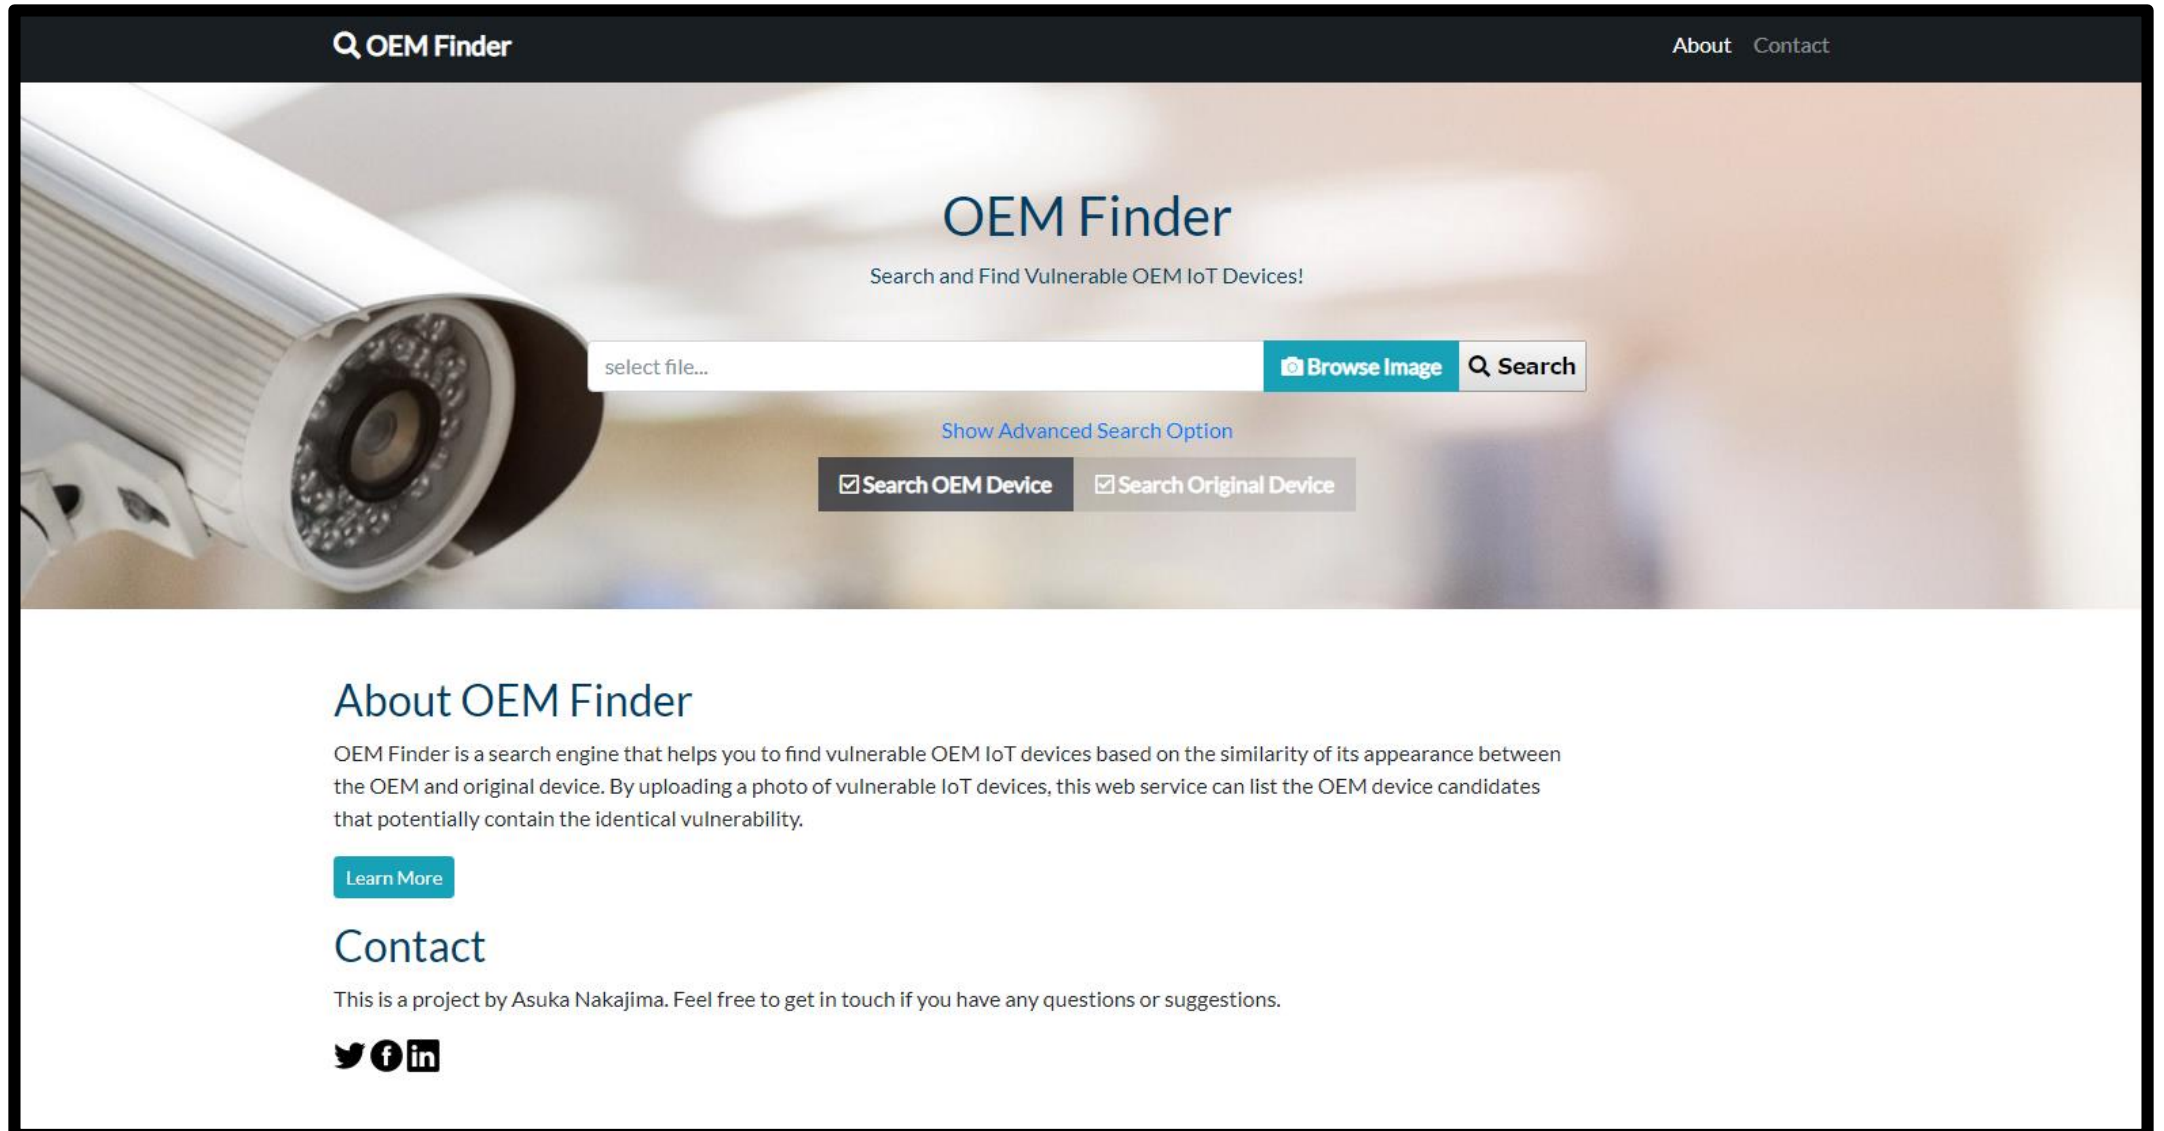 OEM Finder
About Contact
OEM Finder
Search and Find Vulnerable OEM IoT Devices!
select file... Browse Image Search
Show Advanced Search Option
Search OEM Device Search Original Device
About OEM Finder
OEM Finder is a search engine that helps you to find vulnerable OEM IoT devices based on the similarity of its appearance between
the OEM and original device. By uploading a photo of vulnerable IoT devices, this web service can list the OEM device candidates
that potentially contain the identical vulnerability.
Learn More
Contact
This is a project by Asuka Nakajima. Feel free to get in touch if you have any questions or suggestions.